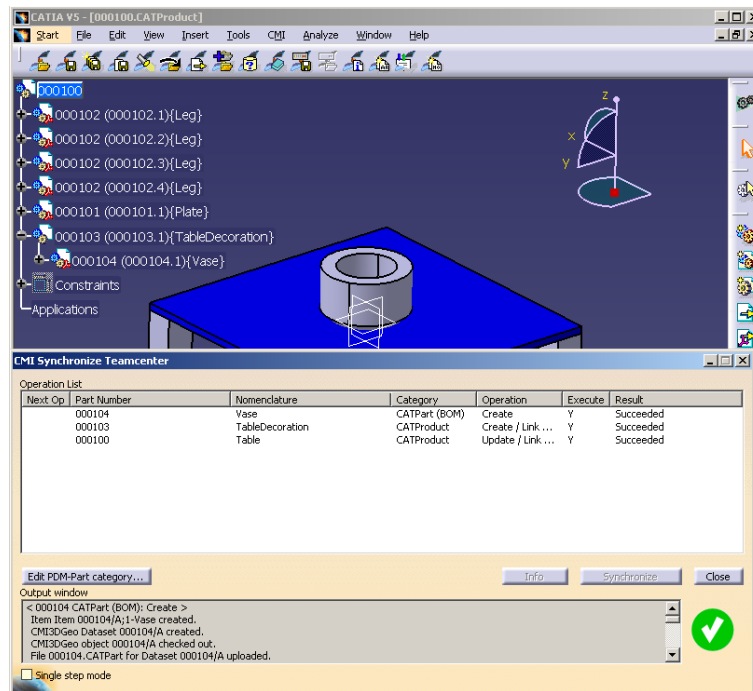 CATIA V5 - [000100.CATProduct]
Start File Edit View Insert Tools CMI Analyze Window Help
000100
000102 (000102.1){Leg}
000102 (000102.2){Leg}
000102 (000102.3){Leg}
000102 (000102.4){Leg}
000101 (000101.1){Plate}
000103 (000103.1){TableDecoration}
000104 (000104.1){Vase}
Constraints
Applications
z
x
y
CMI Synchronize Teamcenter
Operation List
Next Op Part Number Nomenclature Category Operation Execute Result
000104 Vase CATPart (BOM) Create Y Succeeded
000103 TableDecoration CATProduct Create / Link ... Y Succeeded
000100 Table CATProduct Update / Link ... Y Succeeded
Edit PDM-Part category... Info Synchronize Close
Output window
< 000104 CATPart (BOM): Create >
Item Item 000104/A;1-Vase created.
CMI3DGeo Dataset 000104/A created.
CMI3DGeo object 000104/A checked out.
File 000104.CATPart for Dataset 000104/A uploaded.
Single step mode